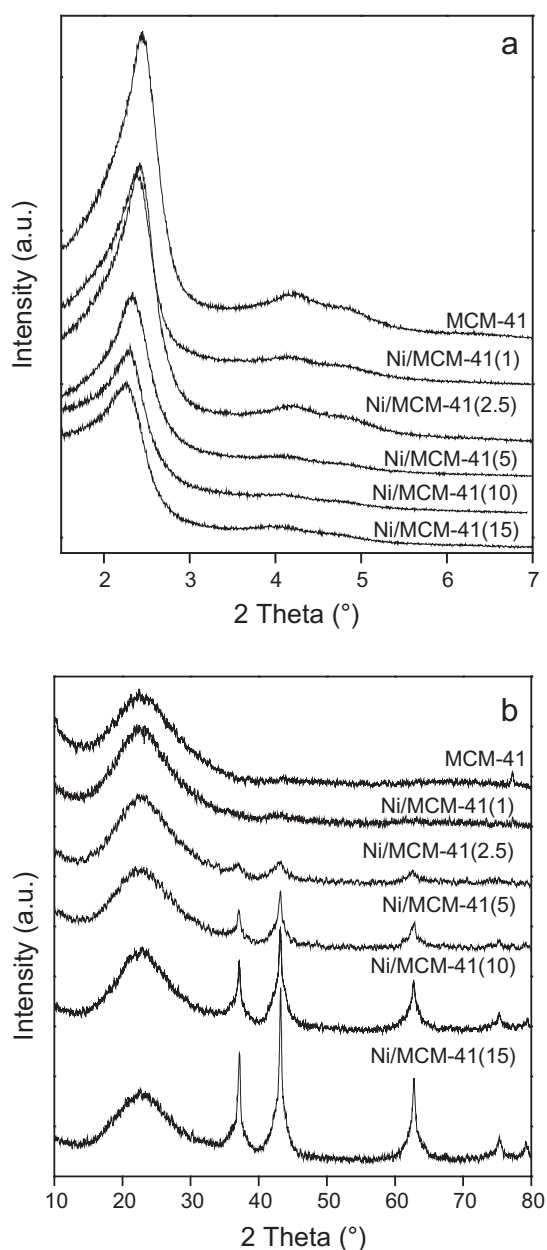 a
Intensity (a.u.)
MCM-41
Ni/MCM-41(1)
Ni/MCM-41(2.5)
Ni/MCM-41(5)
Ni/MCM-41(10)
Ni/MCM-41(15)
2 3 4 5 6 7
2 Theta (°)
b
Intensity (a.u.)
MCM-41
Ni/MCM-41(1)
Ni/MCM-41(2.5)
Ni/MCM-41(5)
Ni/MCM-41(10)
Ni/MCM-41(15)
10 20 30 40 50 60 70 80
2 Theta (°)